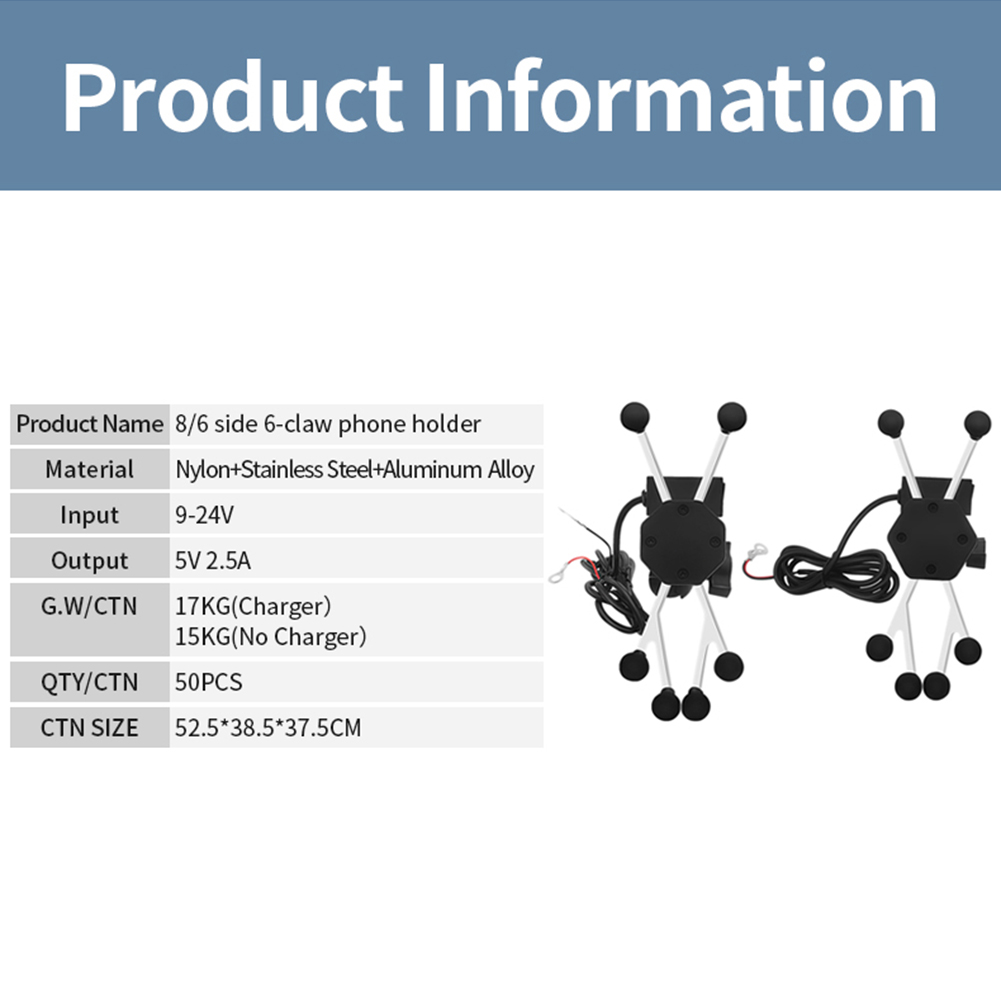 Product Information
Product Name 8/6 side 6-claw phone holder
Material Nylon+Stainless Steel+Aluminum Alloy
Input 9-24V
Output 5V 2.5A
G.W/CTN 17KG(Charger）
15KG(No Charger）
QTY/CTN 50PCS
CTN SIZE 52.5*38.5*37.5CM